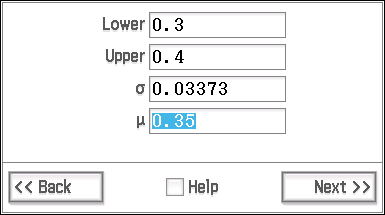 Lower 0.3
Upper 0.4
σ 0.03373
μ 0.35
<< Back Help Next >>